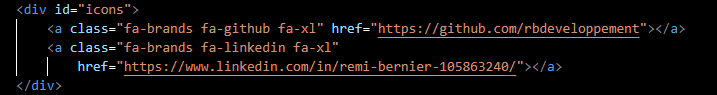 <div id="icons">
<a class="fa-brands fa-github fa-xl" href="https://github.com/rbdeveloppement"></a>
<a class="fa-brands fa-linkedin fa-xl"
href="https://www.linkedin.com/in/remi-bernier-105863240/"></a>
</div>